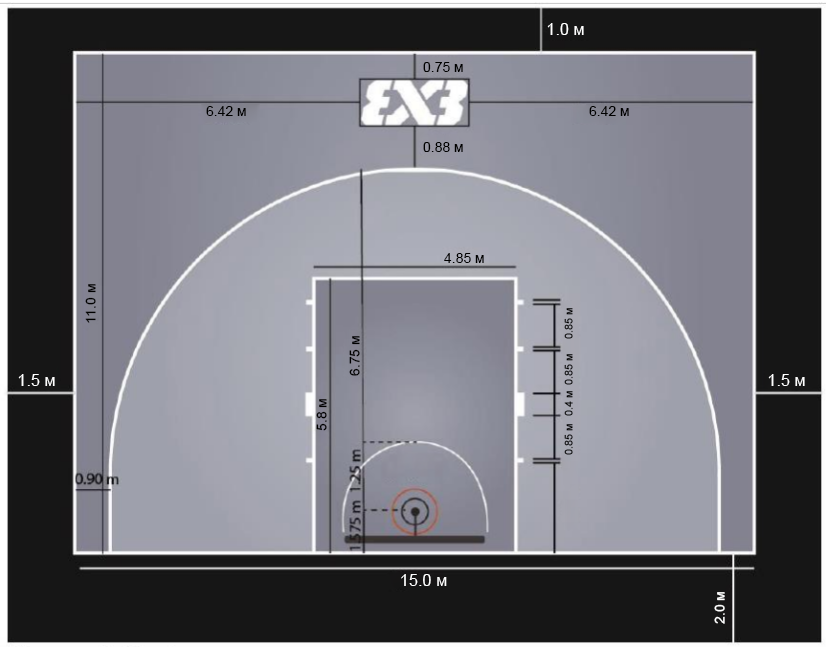 1.0 м
0.75 м
3X3
6.42 м
6.42 м
0.88 м
4.85 м
11.0 м
0.85 м
6.75 м
0.85 м
1.5 м
1.5 м
0.4 м
5.8 м
0.85 м
1.25 m
0.90 m
1.575 m
15.0 м
2.0 м